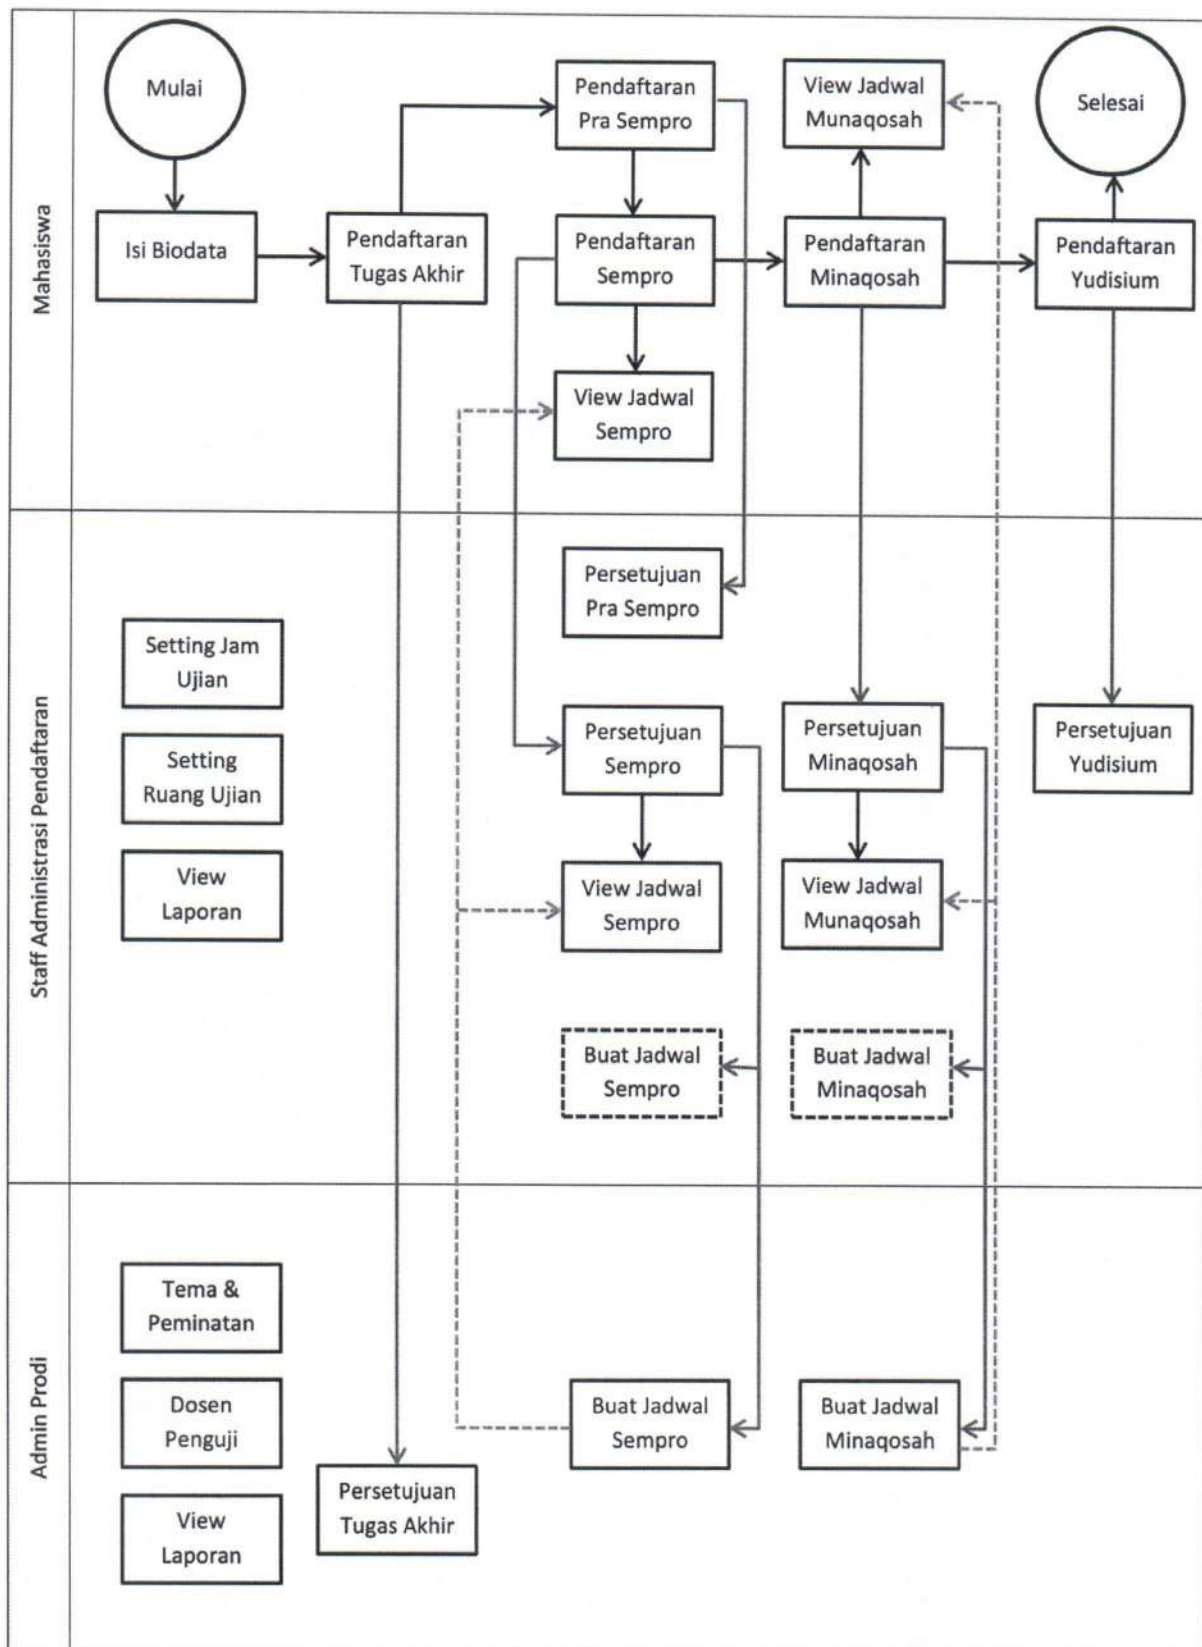 Mahasiswa
Mulai
Pendaftaran
Pra Sempro
View Jadwal
Munaqosah
Selesai
Isi Biodata
Pendaftaran
Tugas Akhir
Pendaftaran
Sempro
Pendaftaran
Minaqosah
Pendaftaran
Yudisium
View Jadwal
Sempro
Staff Administrasi Pendaftaran
Persetujuan
Pra Sempro
Setting Jam
Ujian
Setting
Ruang Ujian
Persetujuan
Sempro
Persetujuan
Minaqosah
Persetujuan
Yudisium
View
Laporan
View Jadwal
Sempro
View Jadwal
Munaqosah
Buat Jadwal
Sempro
Buat Jadwal
Minaqosah
Admin Prodi
Tema &
Peminatan
Dosen
Penguji
Buat Jadwal
Sempro
Buat Jadwal
Minaqosah
View
Laporan
Persetujuan
Tugas Akhir